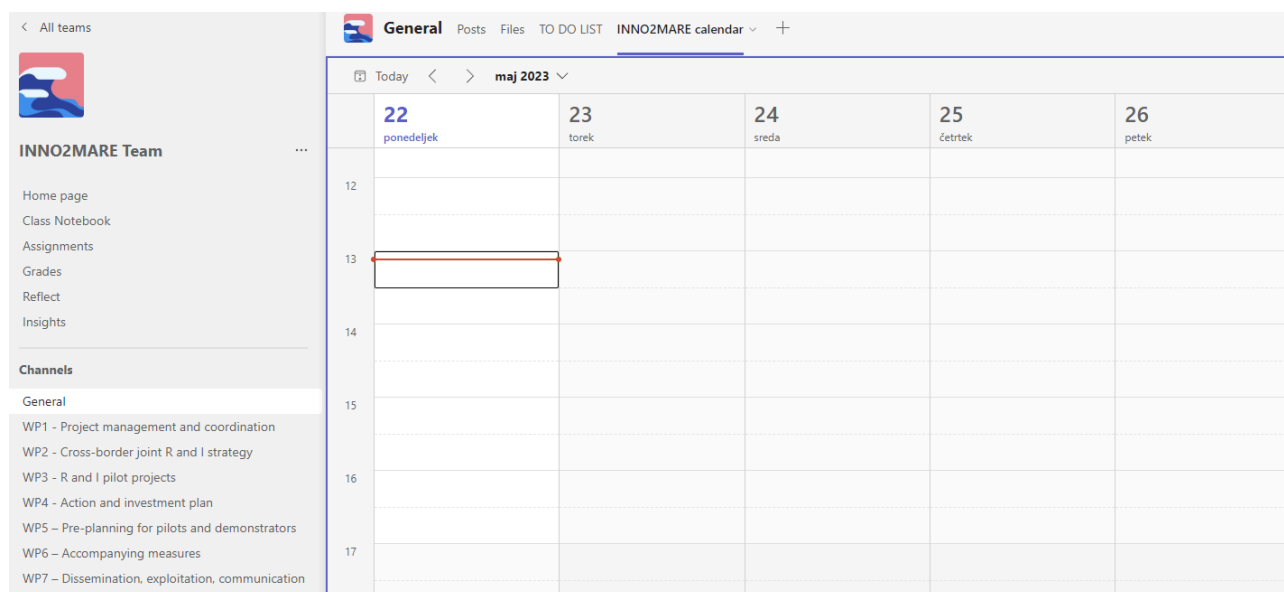 All teams
INNO2MARE Team
...
Home page
Class Notebook
Assignments
Grades
Reflect
Insights
Channels
General
WP1 - Project management and coordination
WP2 - Cross-border joint R and I strategy
WP3 - R and I pilot projects
WP4 - Action and investment plan
WP5 – Pre-planning for pilots and demonstrators
WP6 – Accompanying measures
WP7 – Dissemination, exploitation, communication
General Posts Files TO DO LIST INNO2MARE calendar
Today maj 2023
22 23 24 25 26
ponedeljek torek sreda četrtek petek
12
13
14
15
16
17